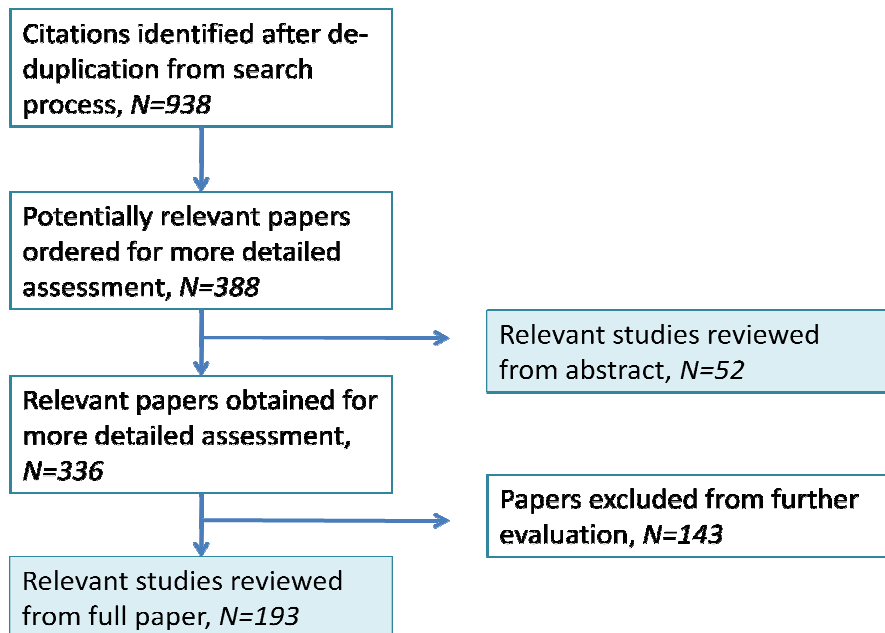 Citations identified after de-
duplication from search
process, N=938
Potentially relevant papers
ordered for more detailed
assessment, N=388
Relevant studies reviewed
from abstract, N=52
Relevant papers obtained for
more detailed assessment,
N=336
Papers excluded from further
evaluation, N=143
Relevant studies reviewed
from full paper, N=193